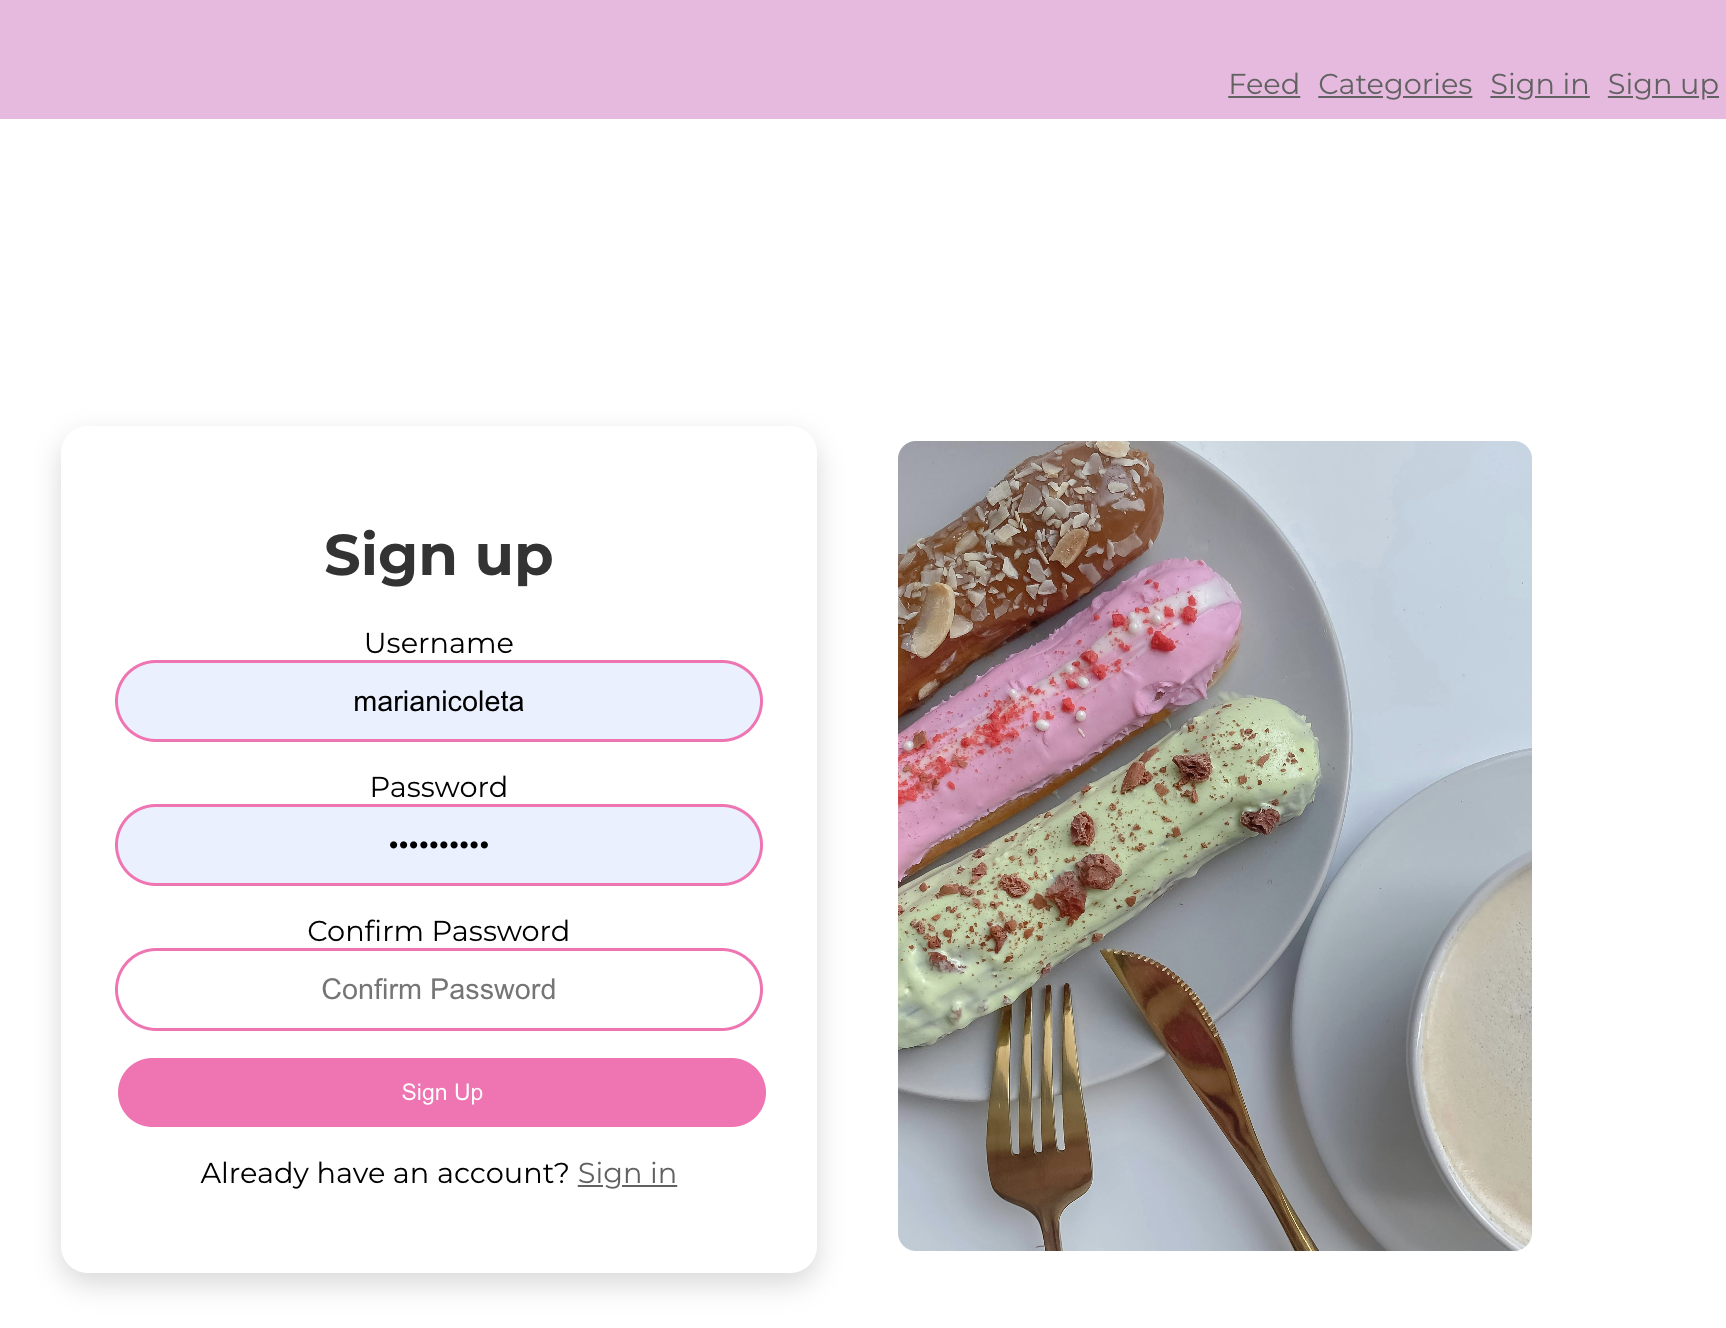 Feed Categories Sign in Sign up
Sign up
Username
marianicoleta
Password
••••••••••
Confirm Password
Confirm Password
Sign Up
Already have an account? Sign in